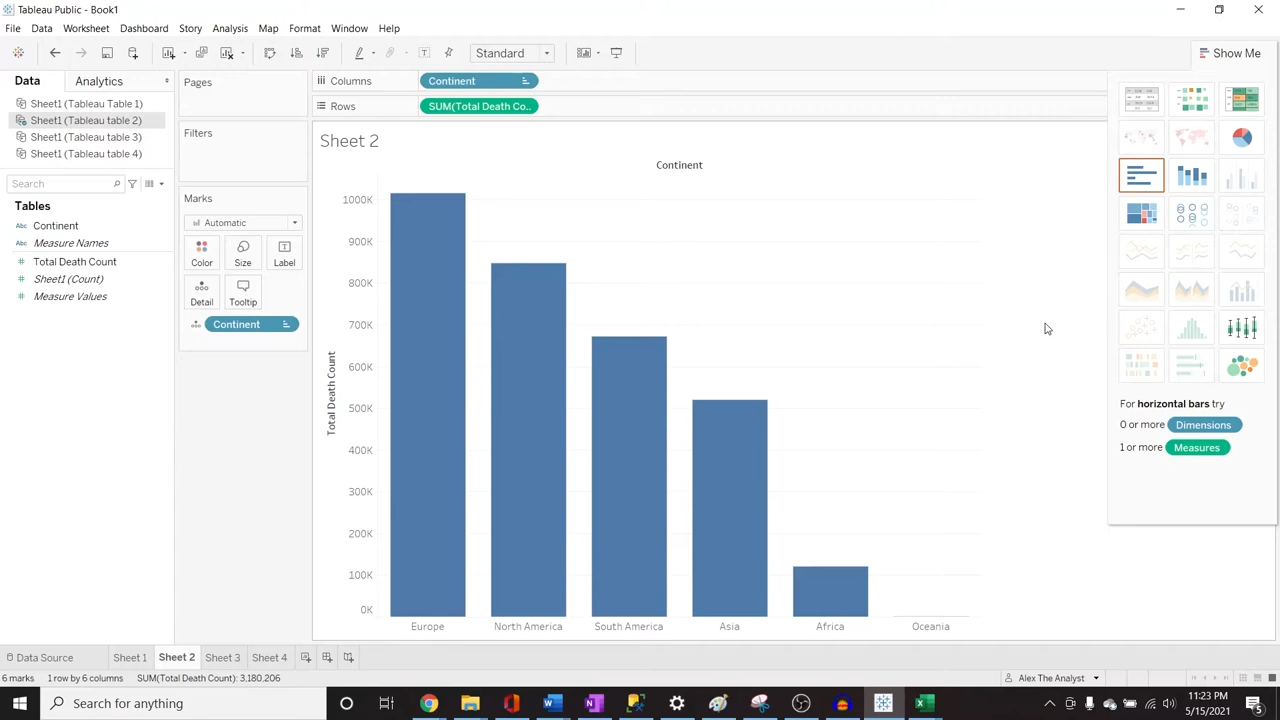 Tableau Public - Book1
File Data Worksheet Dashboard Story Analysis Map Format Window Help
Standard
Show Me
Data
Analytics
Sheet1 (Tableau Table 1)
Sheet1 (Tableau table 2)
Sheet1 (Tableau table 3)
Sheet1 (Tableau table 4)
Search
Tables
Abc Continent
Abc Measure Names
# Total Death Count
# Sheet1 (Count)
# Measure Values
Pages
Filters
Marks
Automatic
Color Size Label
Detail Tooltip
Continent
Columns Continent
Rows SUM(Total Death Co..
Sheet 2
Continent
Total Death Count
1000K
900K
800K
700K
600K
500K
400K
300K
200K
100K
0K
Europe North America South America Asia Africa Oceania
For horizontal bars try
0 or more Dimensions
1 or more Measures
Data Source Sheet 1 Sheet 2 Sheet 3 Sheet 4
6 marks 1 row by 6 columns SUM(Total Death Count): 3,180,206
Alex The Analyst
Search for anything
11:23 PM
5/15/2021